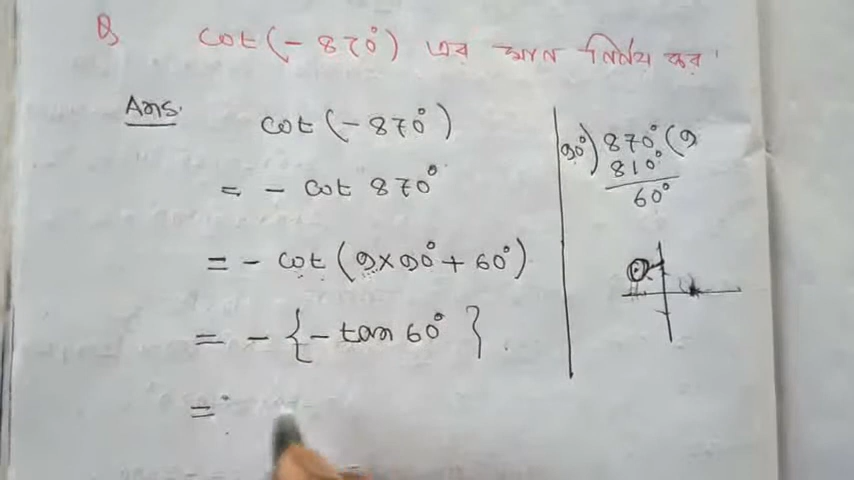 Q cot(-870°) এর মান নির্ণয় কর।
Ans.
cot(-870°)
= - cot 870°
= - cot (9×90° + 60°)
= - {- tan 60°}
=
90°) 870° (9
810°
60°